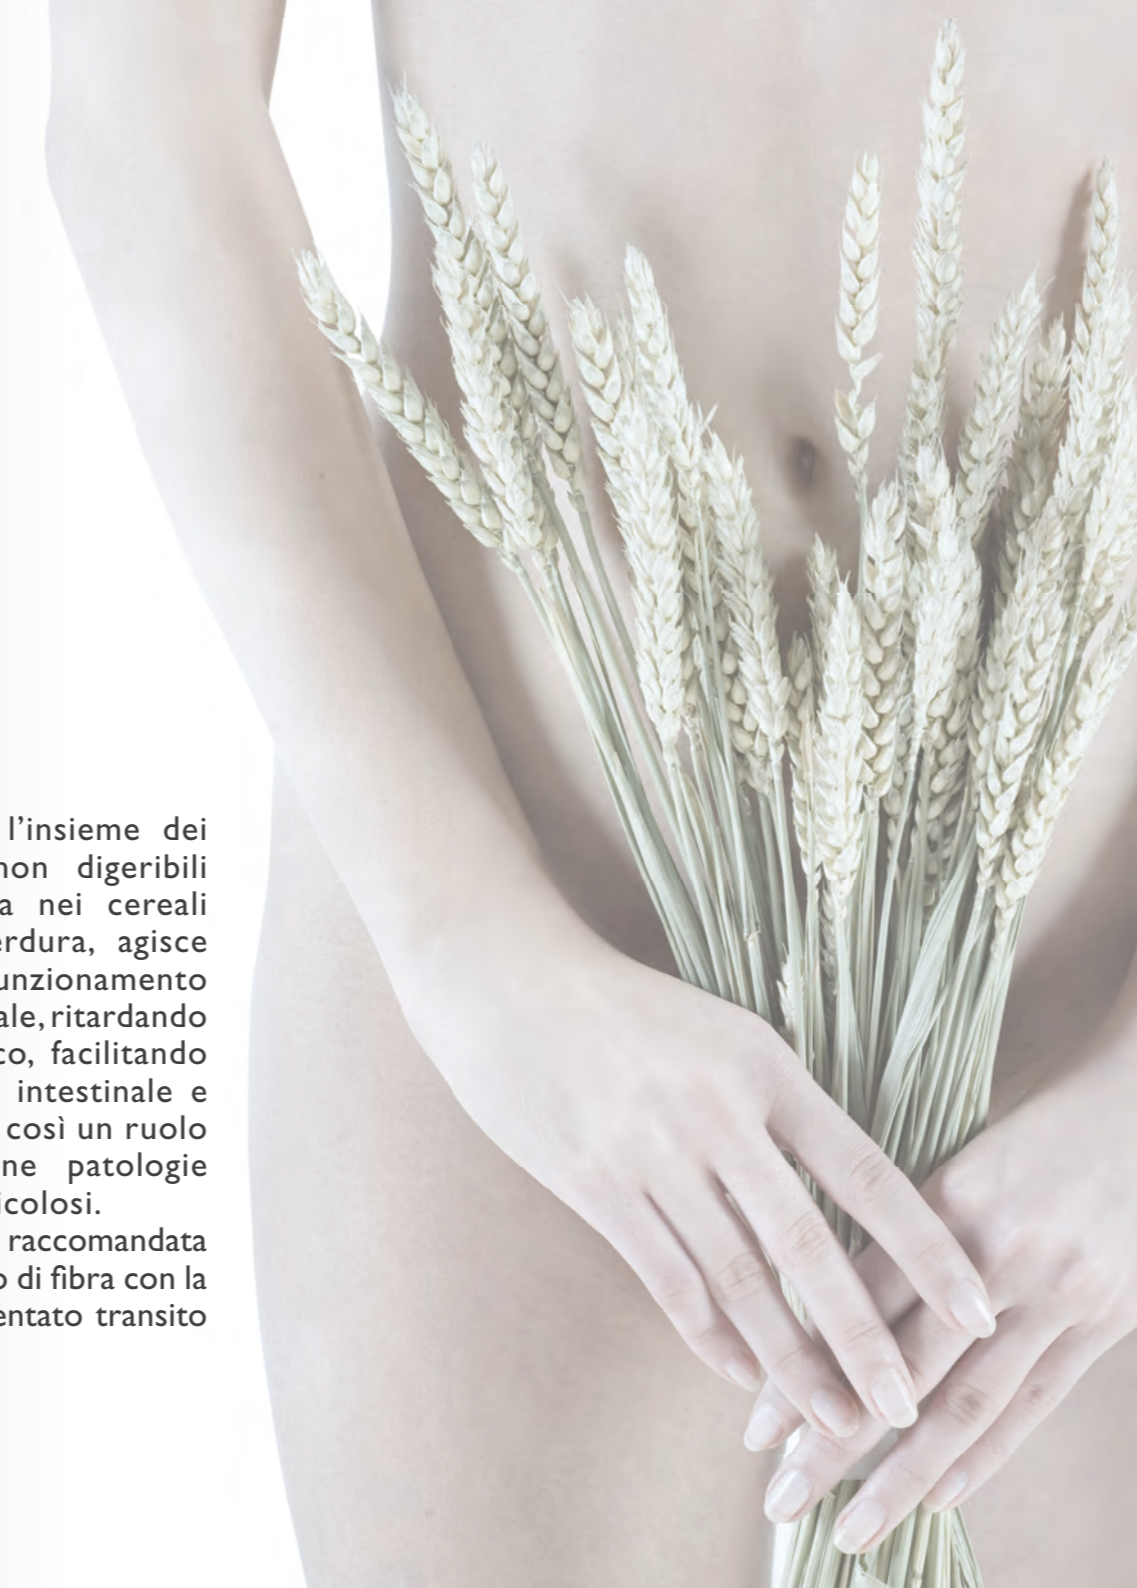 l’insieme dei
non digeribili
a nei cereali
erdura, agisce
unzionamento
ale, ritardando
co, facilitando
intestinale e
così un ruolo
ne patologie
icolosi.
raccomandata
o di fibra con la
entato transito